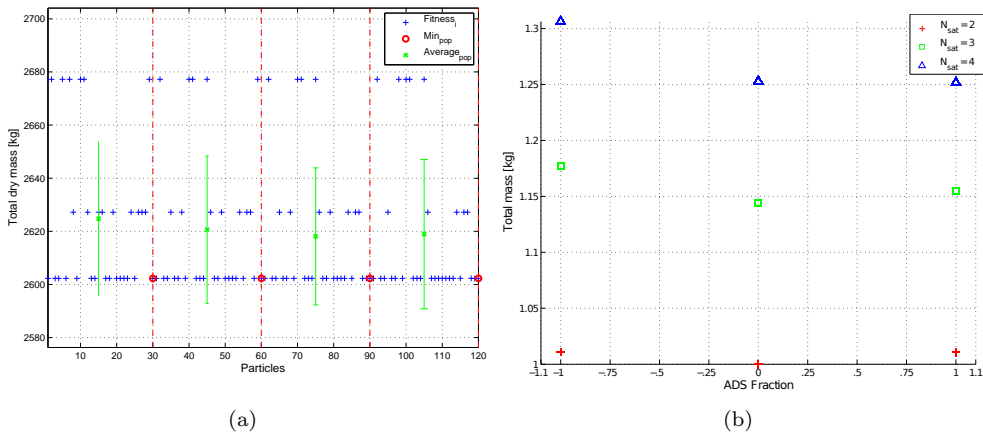 2700
2680
2660
2640
2620
2600
2580
Total dry mass [kg]
10 20 30 40 50 60 70 80 90 100 110 120
Particles
Fitness_i
Min_pop
Average_pop
(a)
1.3
1.25
1.2
1.15
1.1
1.05
1
Total mass [kg]
-1.1 -1 -.75 -.5 -.25 0 .25 .5 .75 1 1.1
ADS Fraction
N_sat=2
N_sat=3
N_sat=4
(b)